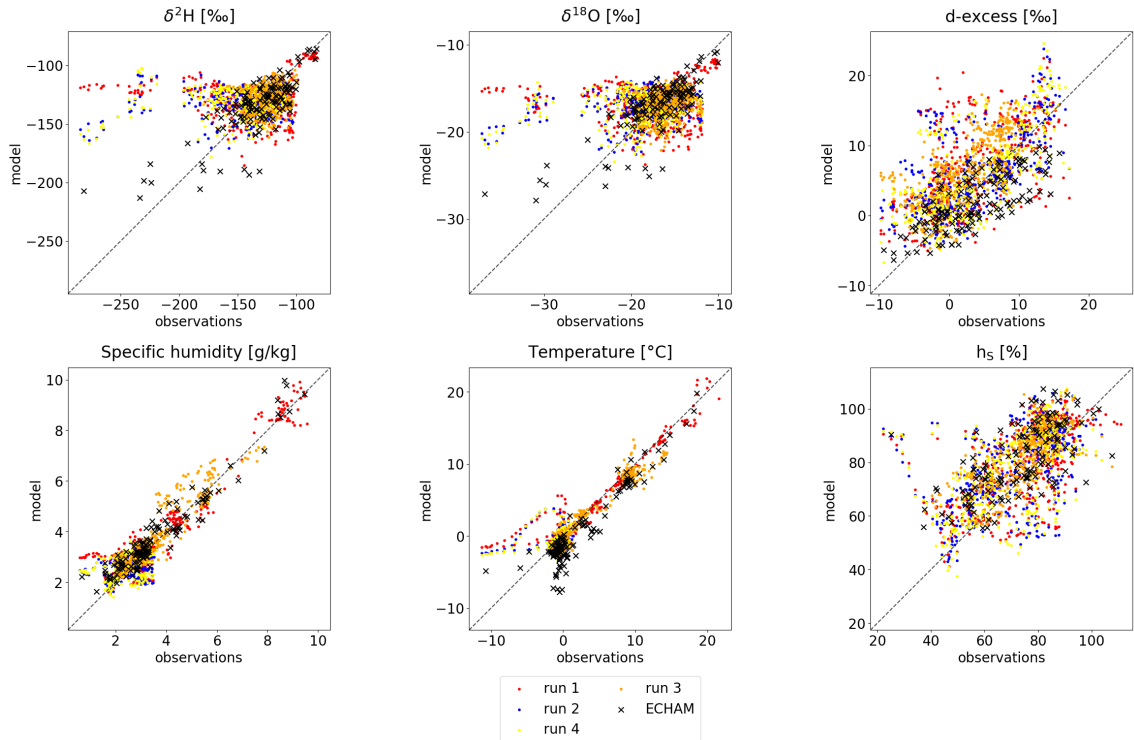 δ²H [‰]
−100
−150
−200
−250
model
−250
−200
−150
−100
observations
δ¹⁸O [‰]
−10
−20
−30
model
−30
−20
−10
observations
d-excess [‰]
20
10
0
−10
model
−10
0
10
20
observations
Specific humidity [g/kg]
10
8
6
4
2
model
2
4
6
8
10
observations
Temperature [°C]
20
10
0
−10
model
−10
0
10
20
observations
hS [%]
100
80
60
40
20
model
20
40
60
80
100
observations
run 1
run 2
run 4
run 3
ECHAM